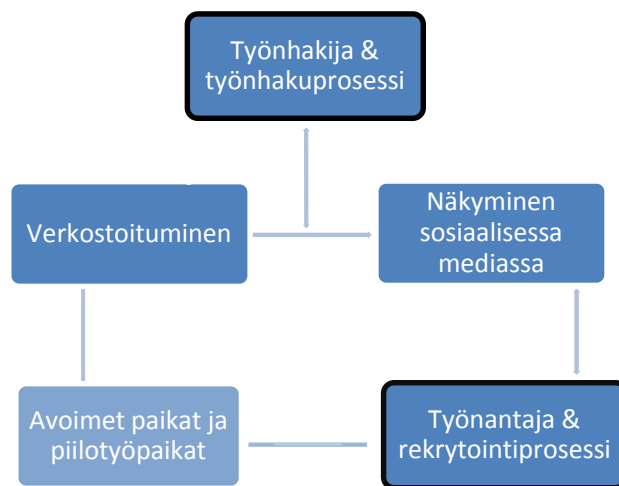 Työnhakija &
työnhakuprosessi
Verkostoituminen
Näkyminen
sosiaalisessa
mediassa
Avoimet paikat ja
piilotyöpaikat
Työnantaja &
rekrytointiprosessi